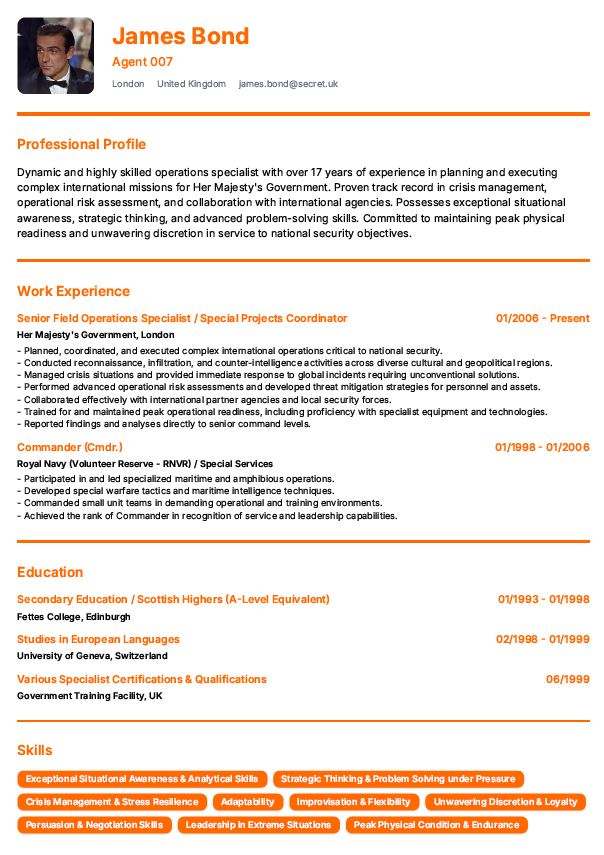 James Bond
Agent 007
London United Kingdom james.bond@secret.uk
Professional Profile
Dynamic and highly skilled operations specialist with over 17 years of experience in planning and executing
complex international missions for Her Majesty's Government. Proven track record in crisis management,
operational risk assessment, and collaboration with international agencies. Possesses exceptional situational
awareness, strategic thinking, and advanced problem-solving skills. Committed to maintaining peak physical
readiness and unwavering discretion in service to national security objectives.
Work Experience
Senior Field Operations Specialist / Special Projects Coordinator 01/2006 - Present
Her Majesty's Government, London
- Planned, coordinated, and executed complex international operations critical to national security.
- Conducted reconnaissance, infiltration, and counter-intelligence activities across diverse cultural and geopolitical regions.
- Managed crisis situations and provided immediate response to global incidents requiring unconventional solutions.
- Performed advanced operational risk assessments and developed threat mitigation strategies for personnel and assets.
- Collaborated effectively with international partner agencies and local security forces.
- Trained for and maintained peak operational readiness, including proficiency with specialist equipment and technologies.
- Reported findings and analyses directly to senior command levels.
Commander (Cmdr.) 01/1998 - 01/2006
Royal Navy (Volunteer Reserve - RNVR) / Special Services
- Participated in and led specialized maritime and amphibious operations.
- Developed special warfare tactics and maritime intelligence techniques.
- Commanded small unit teams in demanding operational and training environments.
- Achieved the rank of Commander in recognition of service and leadership capabilities.
Education
Secondary Education / Scottish Highers (A-Level Equivalent) 01/1993 - 01/1998
Fettes College, Edinburgh
Studies in European Languages 02/1998 - 01/1999
University of Geneva, Switzerland
Various Specialist Certifications & Qualifications 06/1999
Government Training Facility, UK
Skills
Exceptional Situational Awareness & Analytical Skills Strategic Thinking & Problem Solving under Pressure
Crisis Management & Stress Resilience Adaptability Improvisation & Flexibility Unwavering Discretion & Loyalty
Persuasion & Negotiation Skills Leadership in Extreme Situations Peak Physical Condition & Endurance